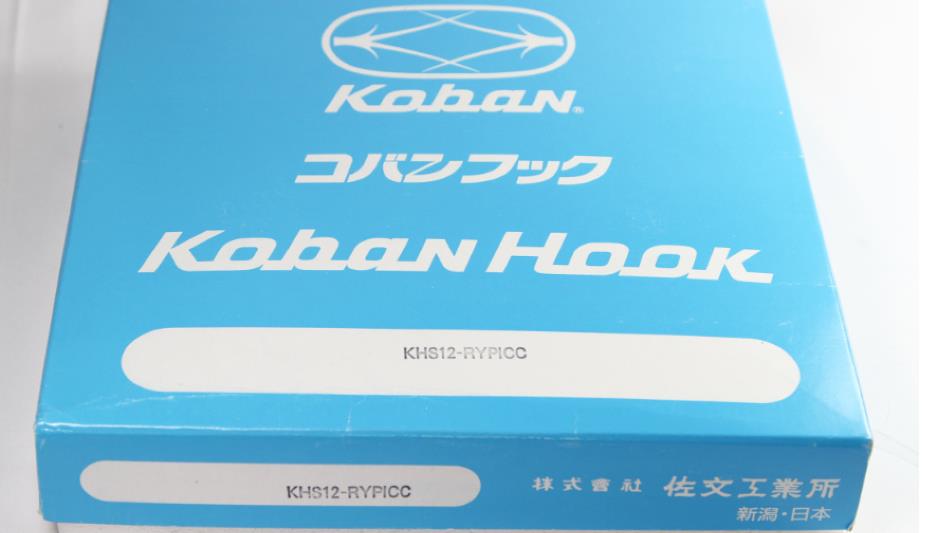 Koban®
コバンフック
Koban Hook
KHS12-RYPICC
KHS12-RYPICC
株式會社 佐文工業所
新潟・日本